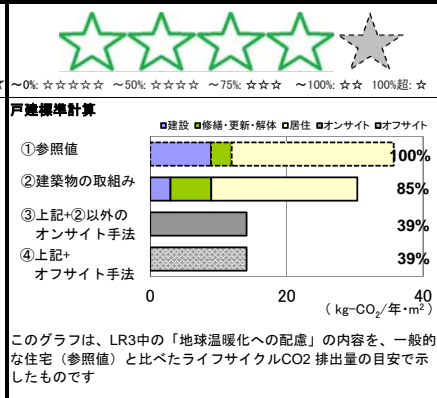 ～0%: ☆☆☆☆☆ ～50%: ☆☆☆☆ ～75%: ☆☆☆ ～100%: ☆☆ 100%超: ☆
戸建標準計算
■建設 ■修繕・更新・解体 ■居住 ■オンサイト ■オフサイト
①参照値 100%
②建築物の取組み 85%
③上記+②以外の
オンサイト手法 39%
④上記+
オフサイト手法 39%
0 20 40
( kg-CO2/年・m2 )
このグラフは、LR3中の「地球温暖化への配慮」の内容を、一般的
な住宅（参照値）と比べたライフサイクルCO2 排出量の目安で示
したものです